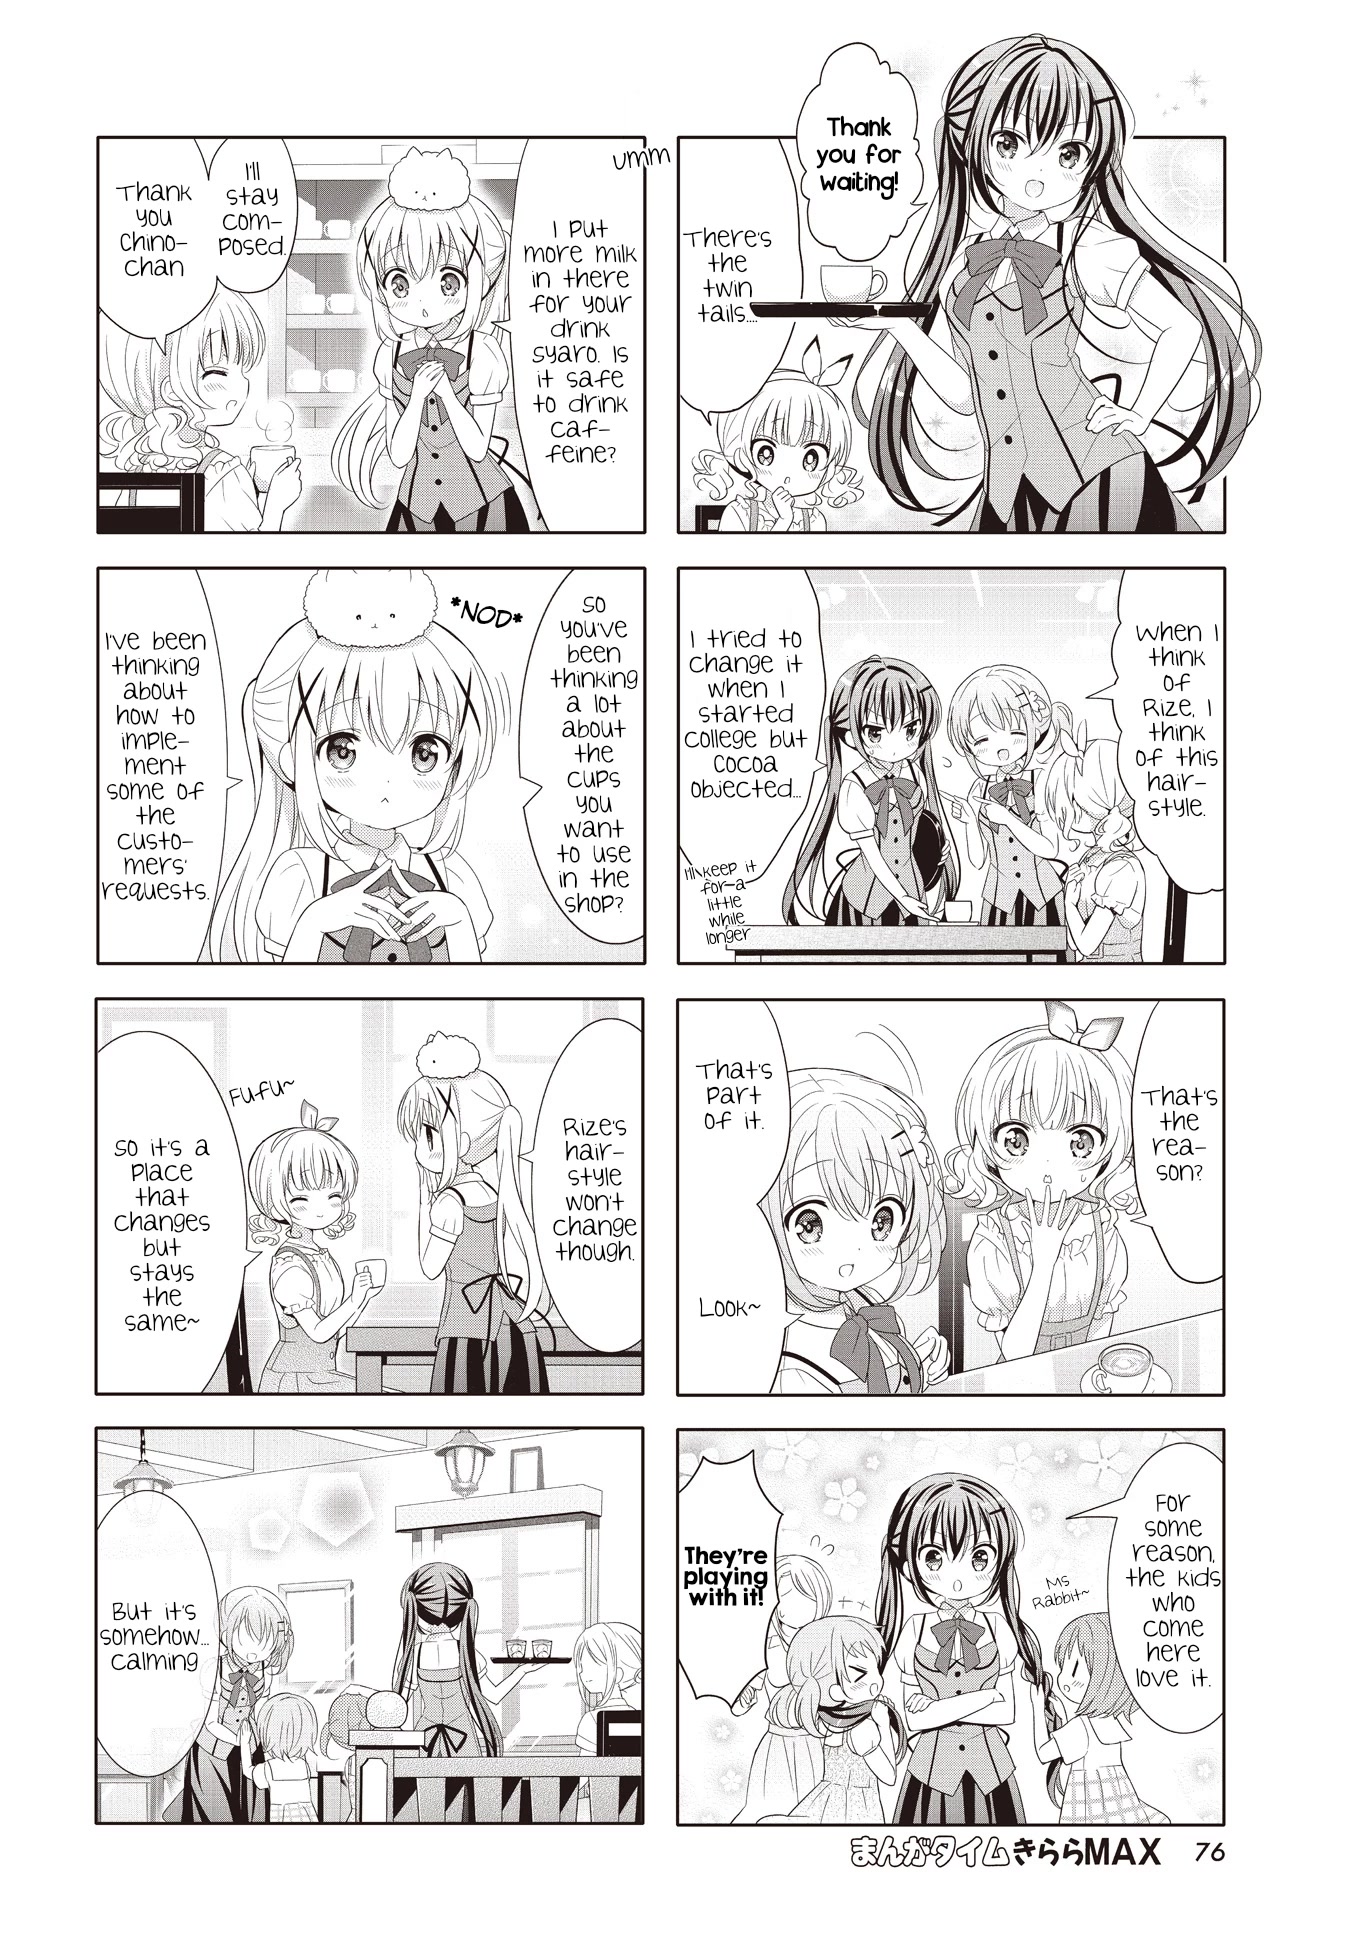 Thank
you for
waiting!
There's
the
twin
tails....
When I
think
of
Rize, I
think
of this
hair-
style.
I tried to
change it
when I
started
college but
Cocoa
objected...
I'll keep it
for a
little
while
longer
That's
the
rea-
son?
That's
part
of it.
Look~
For
some
reason,
the kids
who
come
here
love it.
Ms
Rabbit~
They're
playing
with it!
umm
I put
more milk
in there
for your
drink
Syaro. Is
it safe
to drink
caf-
feine?
I'll
stay
com-
posed.
Thank
you
Chino-
chan
So
you've
been
thinking
a lot
about
the
cups
you
want
to use
in the
shop?
*NOD*
I've been
thinking
about
how to
imple-
ment
some of
the
custo-
mers'
requests.
Rize's
hair-
style
won't
change
though.
Fufu~
So it's a
place
that
changes
but
stays
the
same~
But it's
somehow...
calming
まんがタイムきららMAX 76